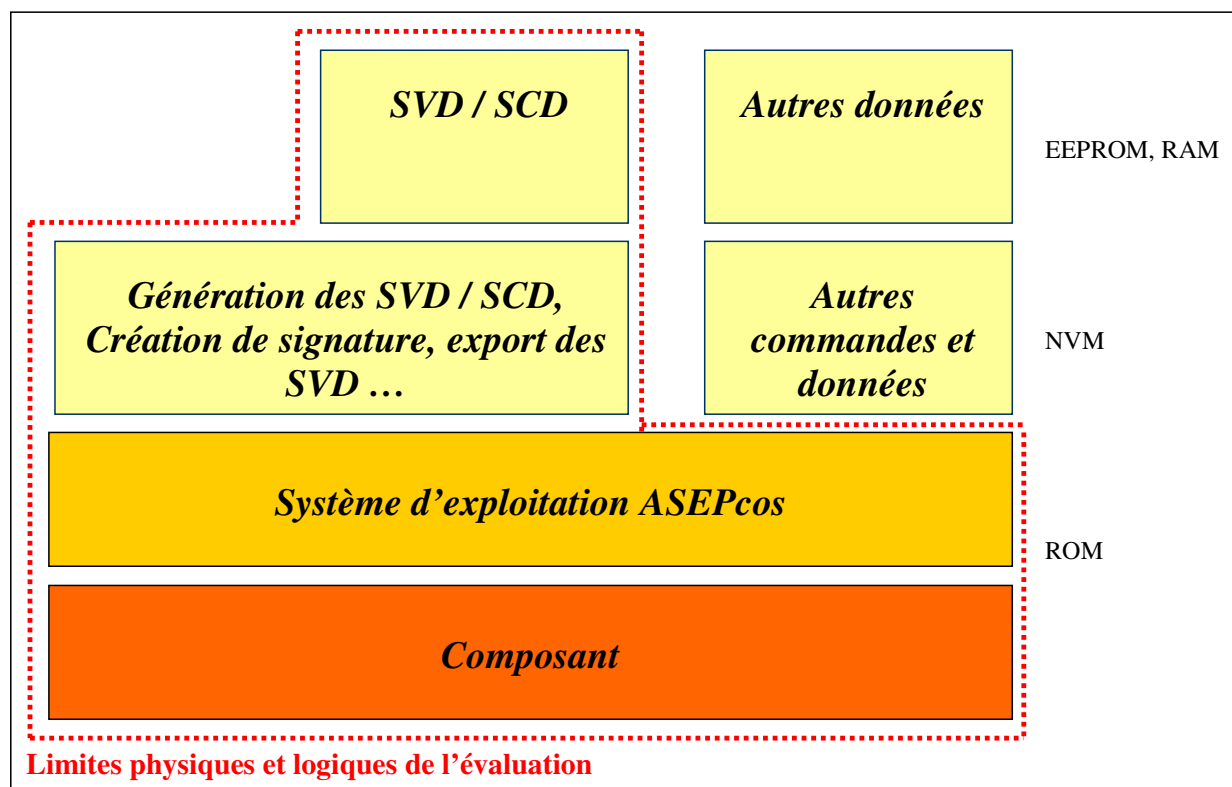 SVD / SCD
Autres données
EEPROM, RAM
Génération des SVD / SCD,
Création de signature, export des
SVD …
Autres
commandes et
données
NVM
Système d’exploitation ASEPcos
ROM
Composant
Limites physiques et logiques de l’évaluation